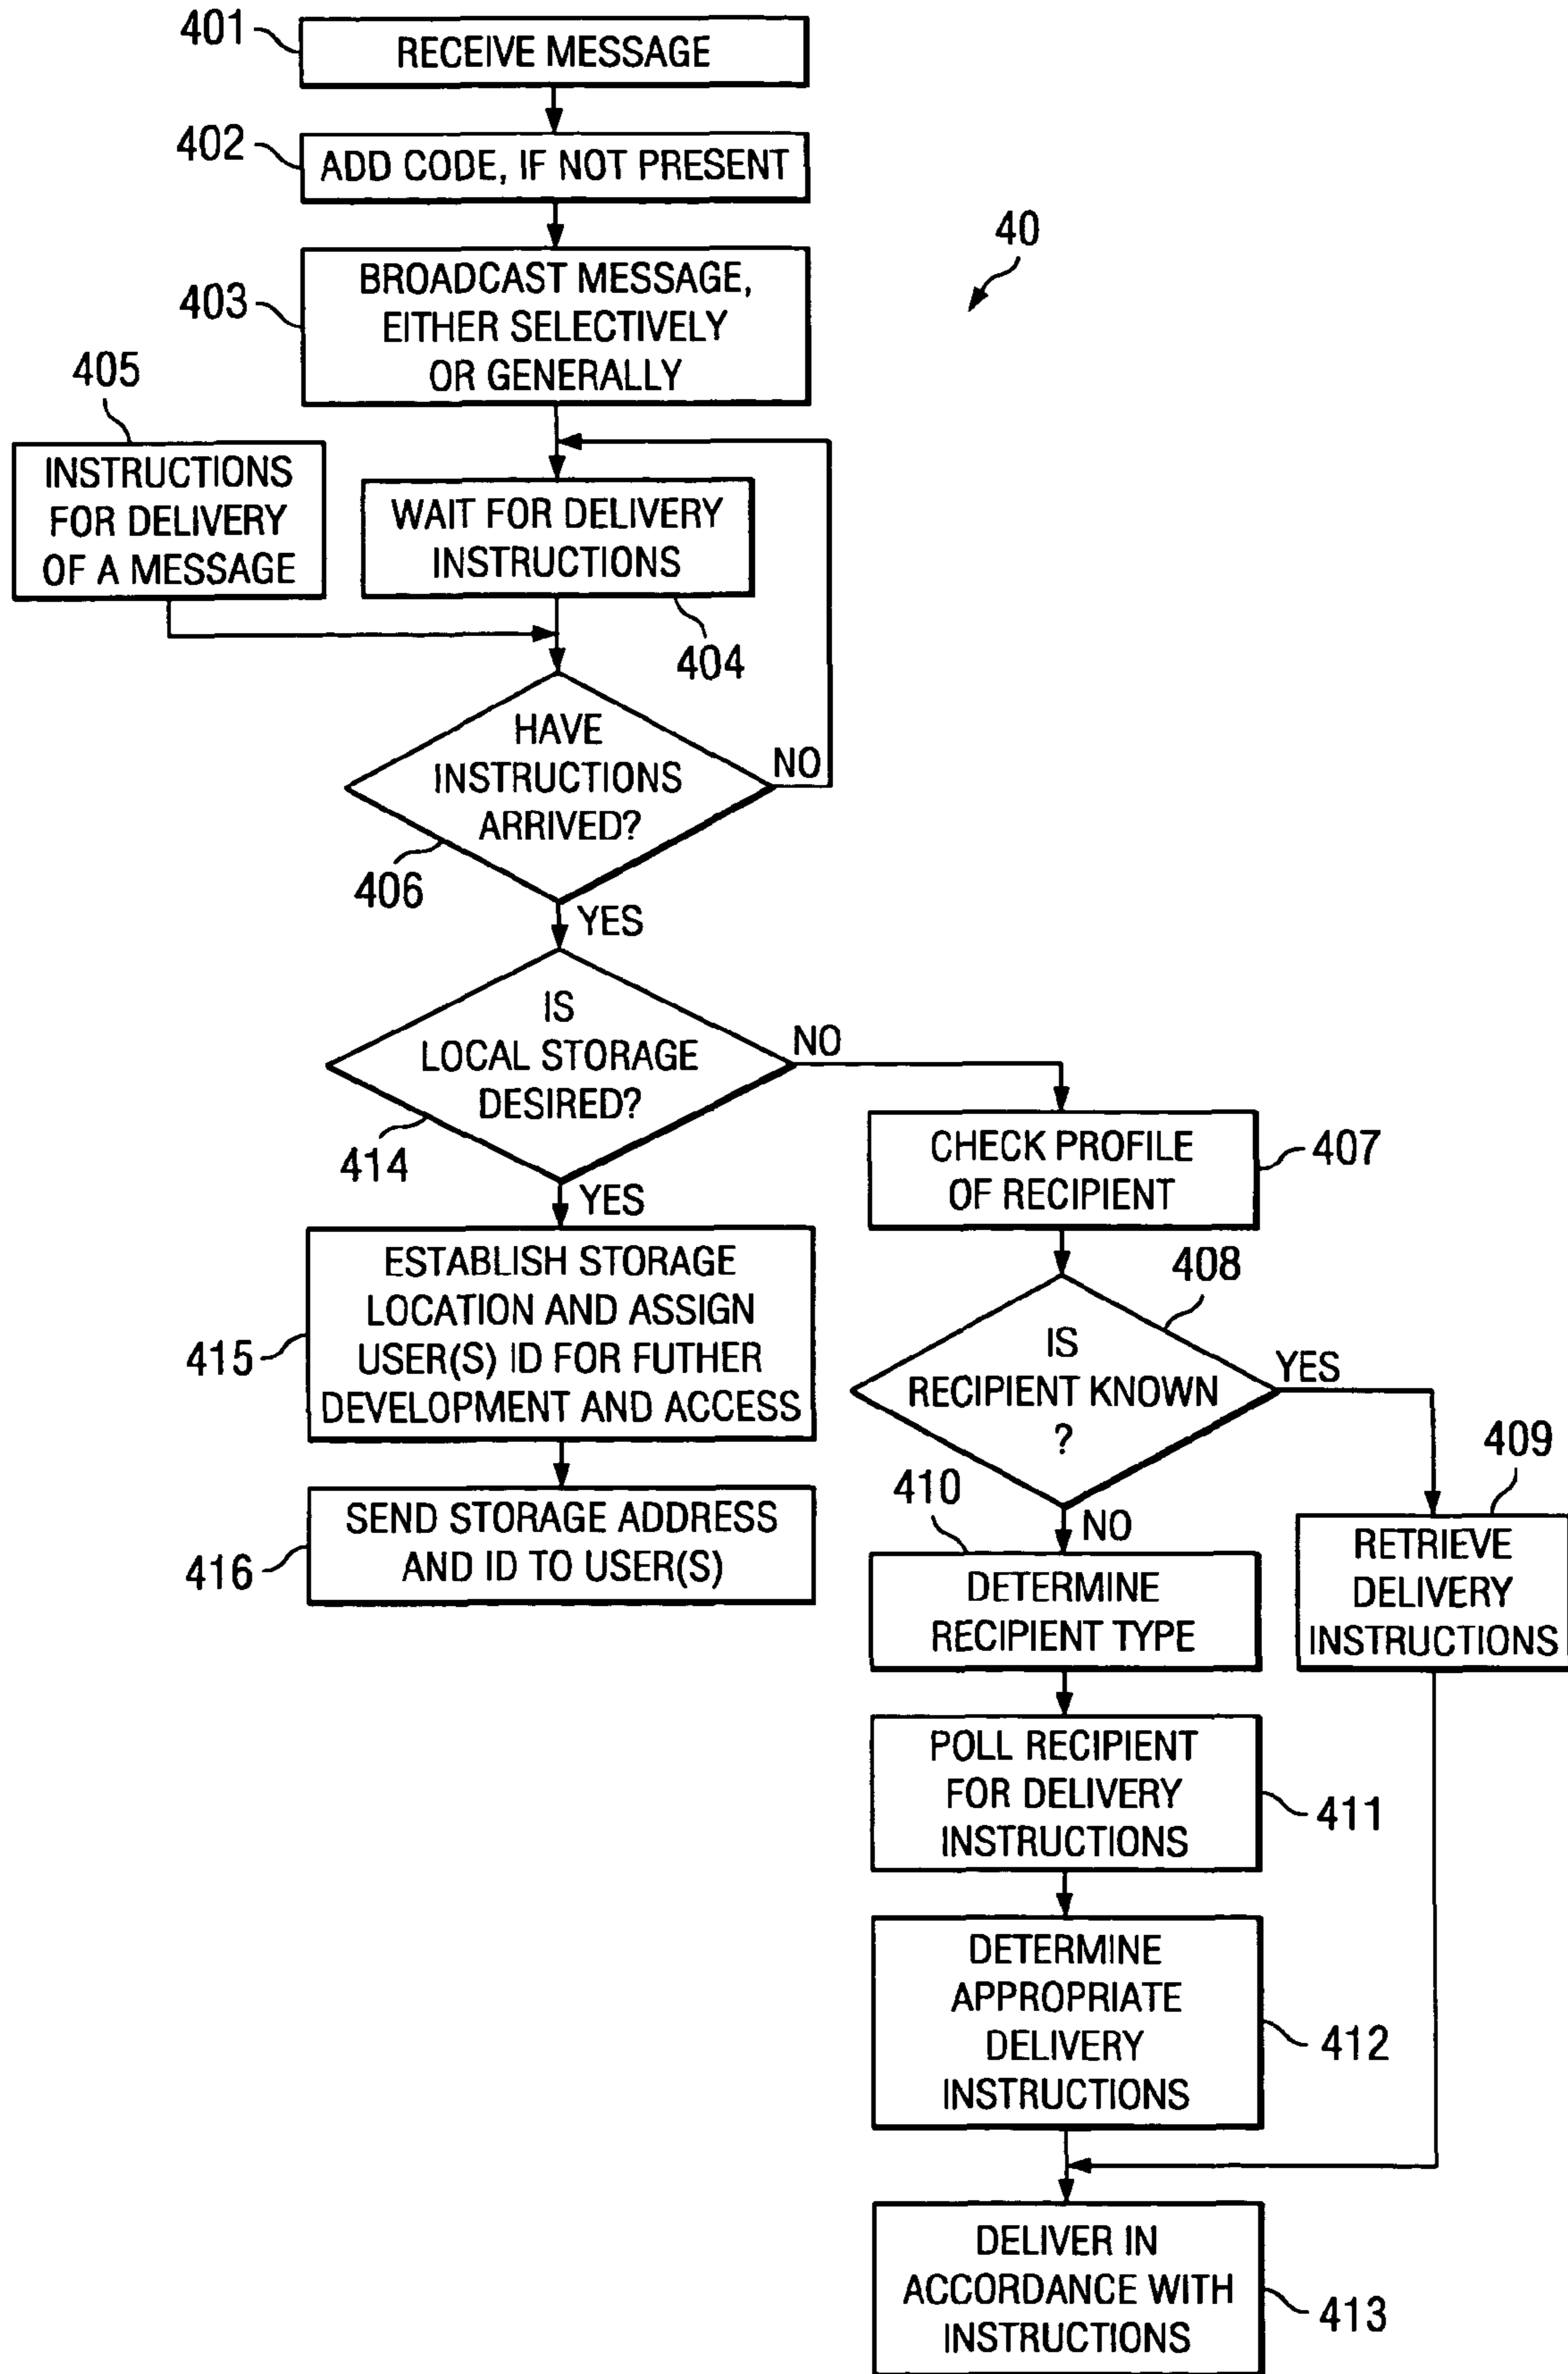 401
RECEIVE MESSAGE
402
ADD CODE, IF NOT PRESENT
40
403
BROADCAST MESSAGE,
EITHER SELECTIVELY
OR GENERALLY
405
INSTRUCTIONS
FOR DELIVERY
OF A MESSAGE
WAIT FOR DELIVERY
INSTRUCTIONS
404
HAVE
INSTRUCTIONS
ARRIVED?
NO
406
YES
IS
LOCAL STORAGE
DESIRED?
NO
414
YES
CHECK PROFILE
OF RECIPIENT
407
ESTABLISH STORAGE
LOCATION AND ASSIGN
USER(S) ID FOR FUTHER
DEVELOPMENT AND ACCESS
415
408
IS
RECIPIENT KNOWN
?
YES
NO
409
RETRIEVE
DELIVERY
INSTRUCTIONS
SEND STORAGE ADDRESS
AND ID TO USER(S)
416
410
DETERMINE
RECIPIENT TYPE
POLL RECIPIENT
FOR DELIVERY
INSTRUCTIONS
411
DETERMINE
APPROPRIATE
DELIVERY
INSTRUCTIONS
412
DELIVER IN
ACCORDANCE WITH
INSTRUCTIONS
413